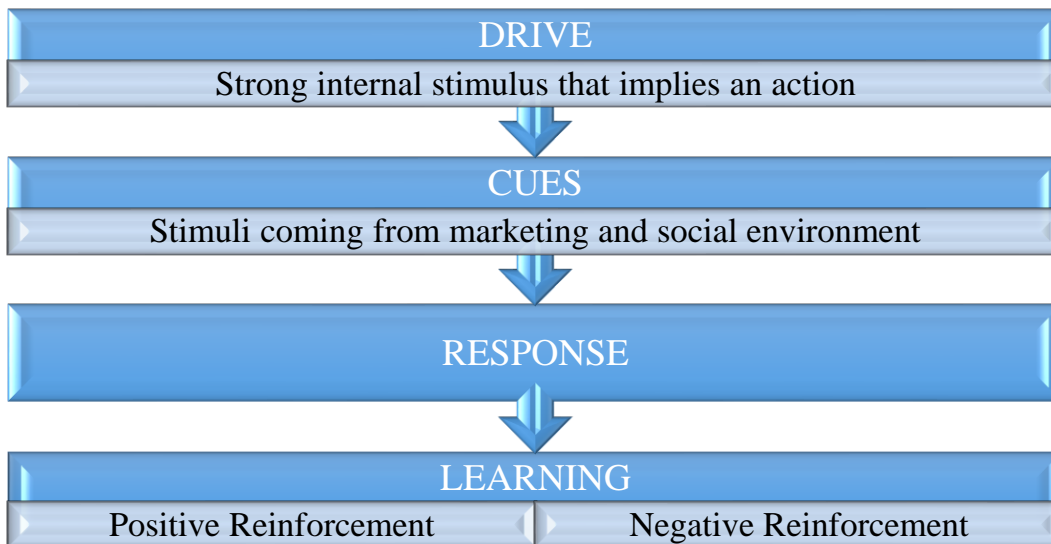 DRIVE
Strong internal stimulus that implies an action
CUES
Stimuli coming from marketing and social environment
RESPONSE
LEARNING
Positive Reinforcement
Negative Reinforcement